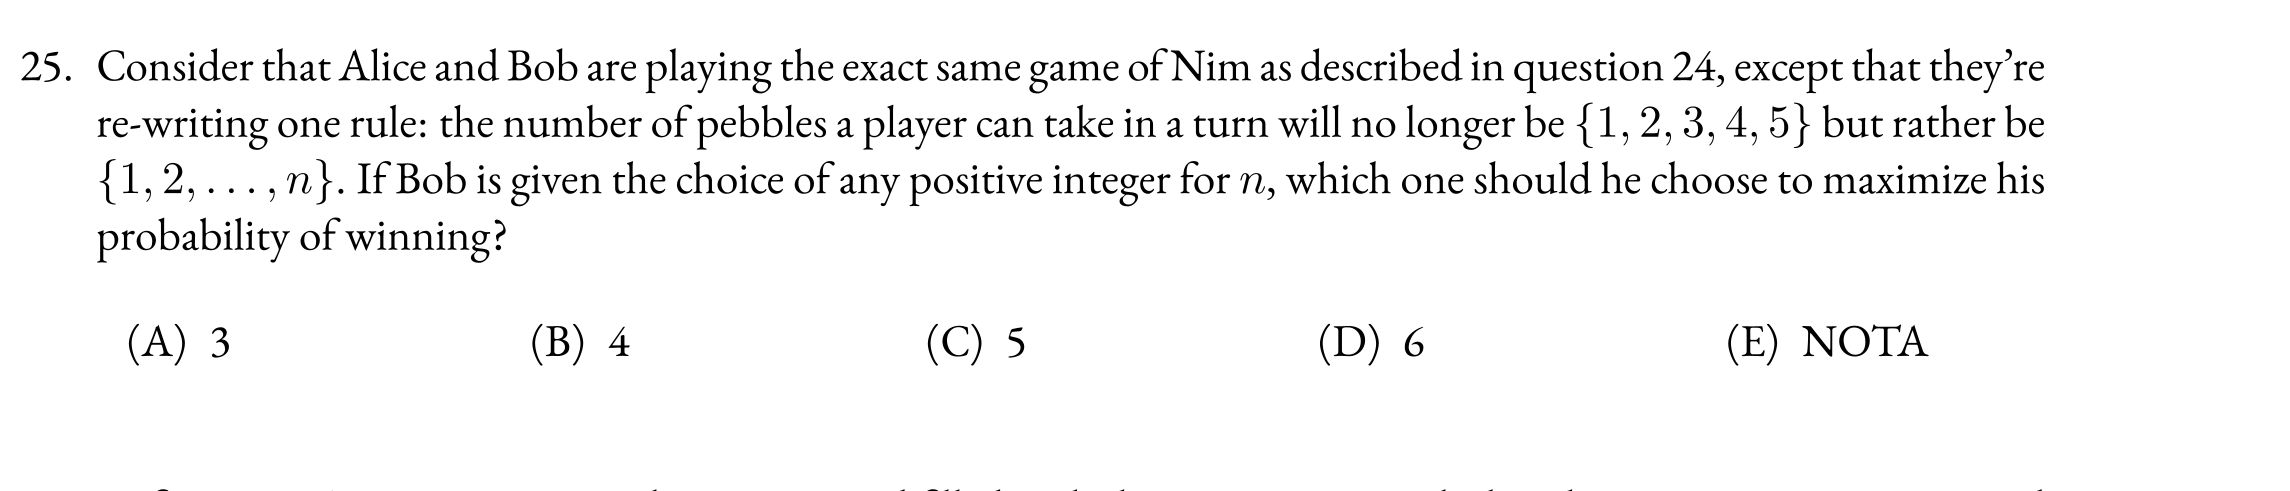 25. Consider that Alice and Bob are playing the exact same game of Nim as described in question 24, except that they’re
re-writing one rule: the number of pebbles a player can take in a turn will no longer be {1, 2, 3, 4, 5} but rather be
{1, 2, . . . , n}. If Bob is given the choice of any positive integer for n, which one should he choose to maximize his
probability of winning?
(A) 3 (B) 4 (C) 5 (D) 6 (E) NOTA